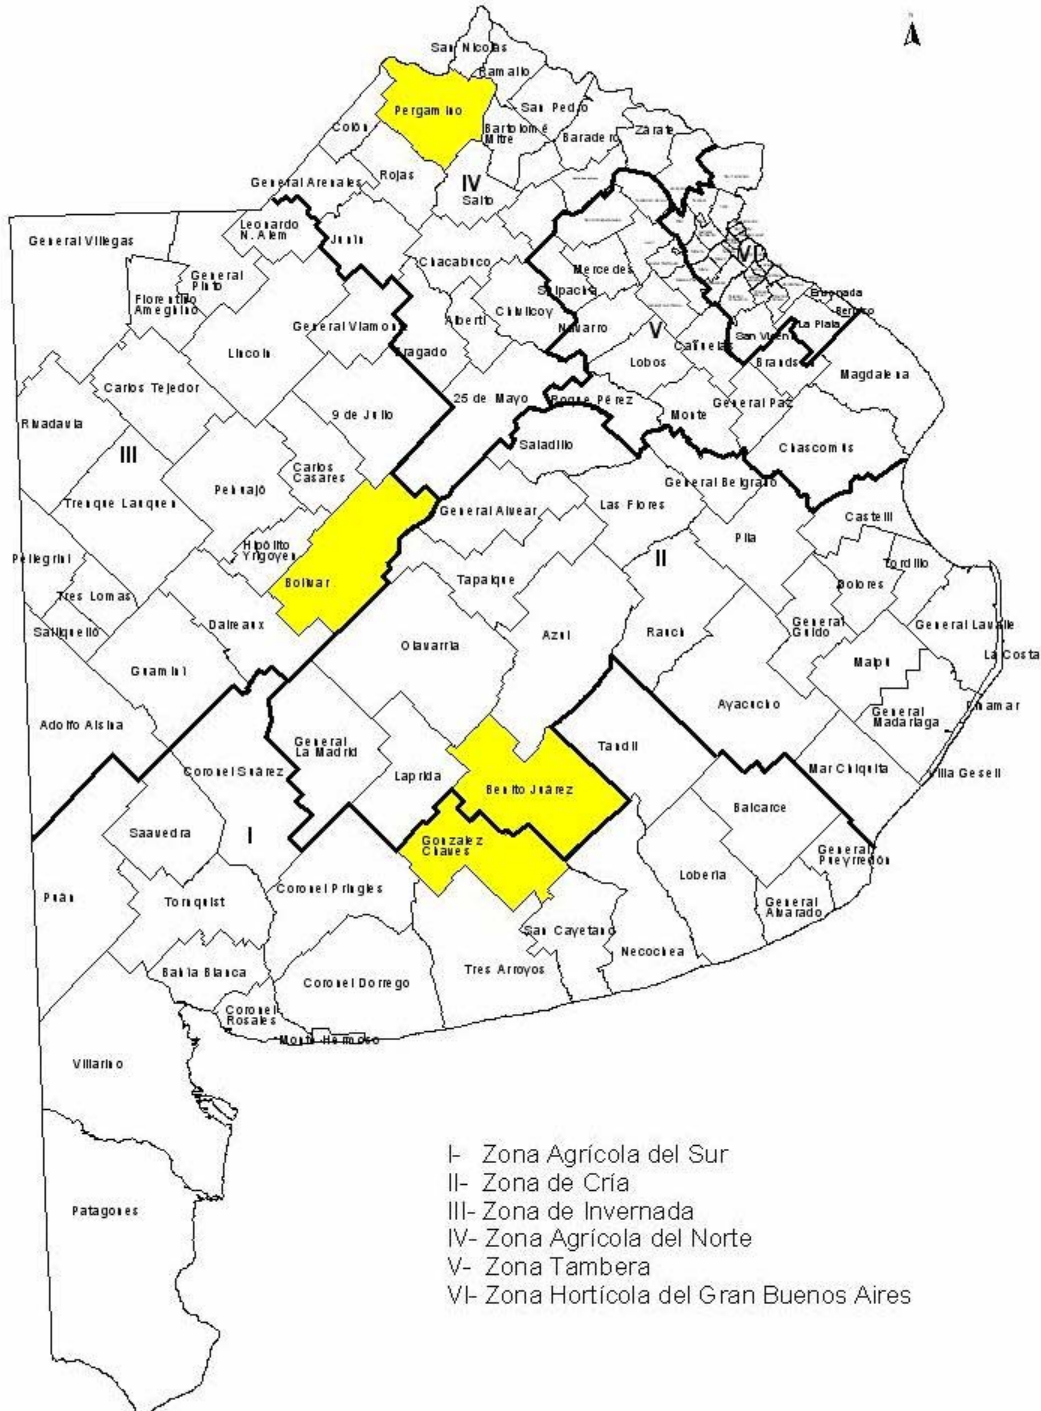 San Nicolás
Ramallo
Pergamino
San Pedro
Colón
Bartolomé
Mitre
Baradero
Zárate
Rojas
General Arenales
IV
Salto
Leonardo
N. Alem
Junín
General Villegas
Chacabuco
Mercedes
VI
General
Pinto
Florentino
Ameghino
Suipacha
Ensenada
Berisso
Alberti
Chivilcoy
Navarro
V
General Viamonte
La Plata
San Vicente
Cañuelas
Lincoln
Bragado
Lobos
Brandsen
Magdalena
Carlos Tejedor
25 de Mayo
Roque Pérez
General Paz
Monte
9 de Julio
Rivadavia
Saladillo
Chascomús
III
Carlos
Casares
Pehuajó
General Belgrano
Trenque Lauquen
Las Flores
General Alvear
Castelli
Pila
Hipólito
Yrigoyen
II
Pellegrini
Tordillo
Bolivar
Tapalque
Dolores
Tres Lomas
Daireaux
General
Guido
General Lavalle
Salliqueló
Azul
Rauch
Olavarria
La Costa
Guaminí
Maipú
Pinamar
Ayacucho
General
Madariaga
Adolfo Alsina
General
La Madrid
Tandil
Mar Chiquita
Villa Gesell
Coronel Suárez
Laprida
Benito Juárez
Balcarce
Saavedra
I
Gonzalez
Chaves
General
Pueyrredón
Lobería
Coronel Pringles
Puán
Tornquist
General
Alvarado
San Cayetano
Necochea
Bahía Blanca
Tres Arroyos
Coronel Dorrego
Coronel
Rosales
Monte Hermoso
Villarino
Patagones
I- Zona Agrícola del Sur
II- Zona de Cría
III- Zona de Invernada
IV- Zona Agrícola del Norte
V- Zona Tambera
VI- Zona Hortícola del Gran Buenos Aires